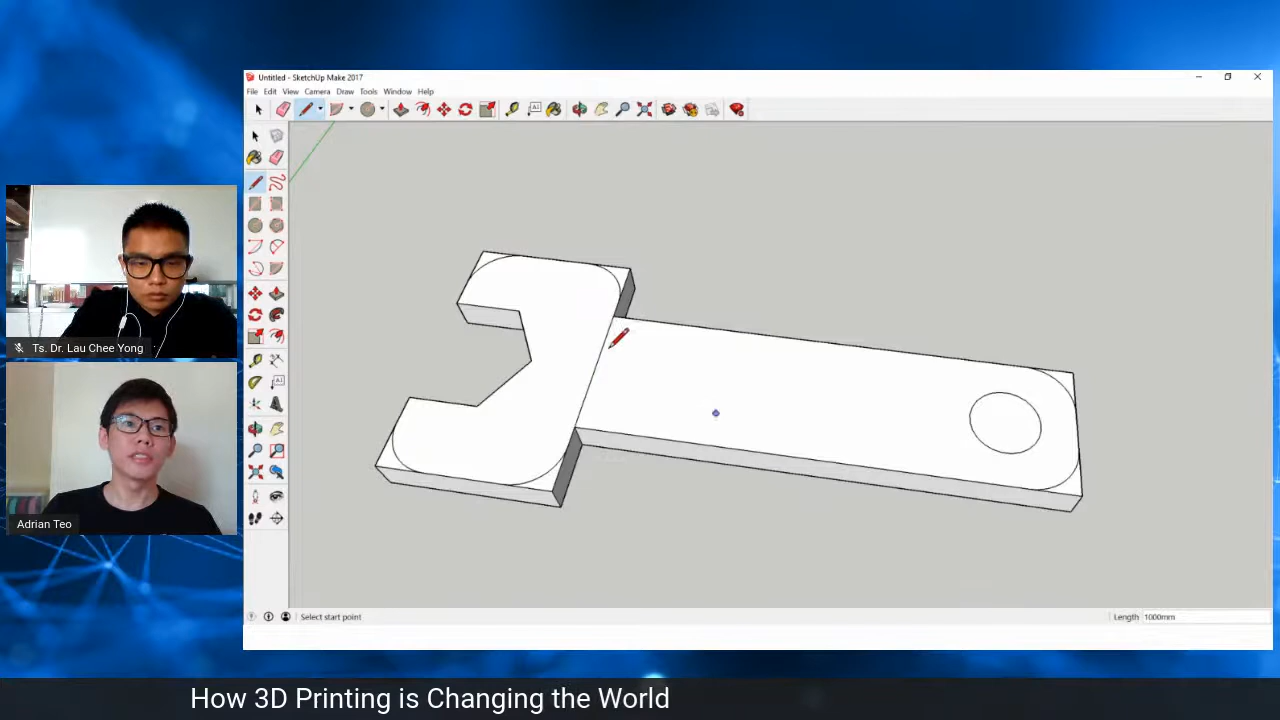 Untitled - SketchUp Make 2017
File Edit View Camera Draw Tools Window Help
Ts. Dr. Lau Chee Yong
Adrian Teo
Select start point
Length 1000mm
How 3D Printing is Changing the World